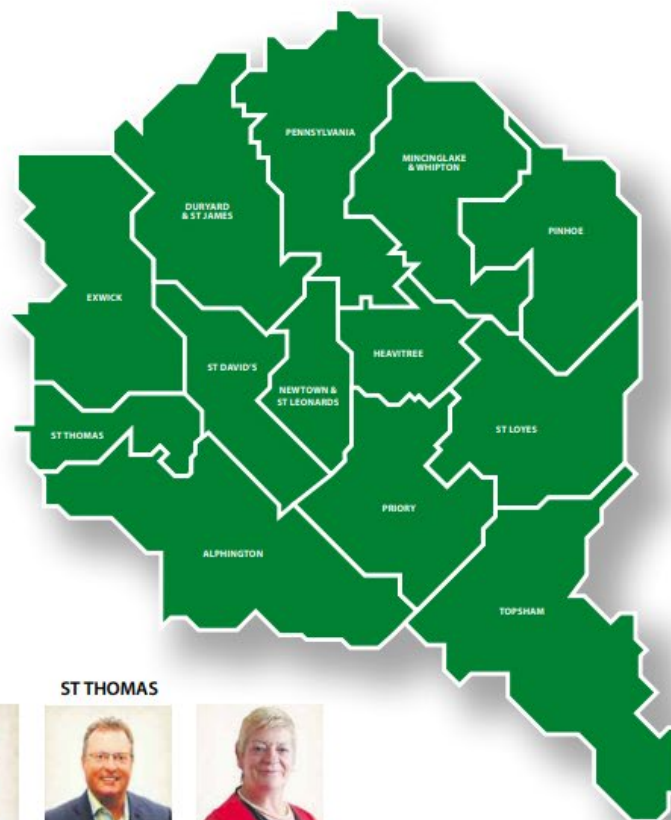 PENNSYLVANIA
MINCINGLAKE
& WHIPTON
DURYARD
& ST JAMES
PINHOE
EXWICK
HEAVITREE
ST DAVID'S
NEWTOWN &
ST LEONARDS
ST THOMAS
ST LOYES
PRIORY
ALPHINGTON
TOPSHAM
ST THOMAS